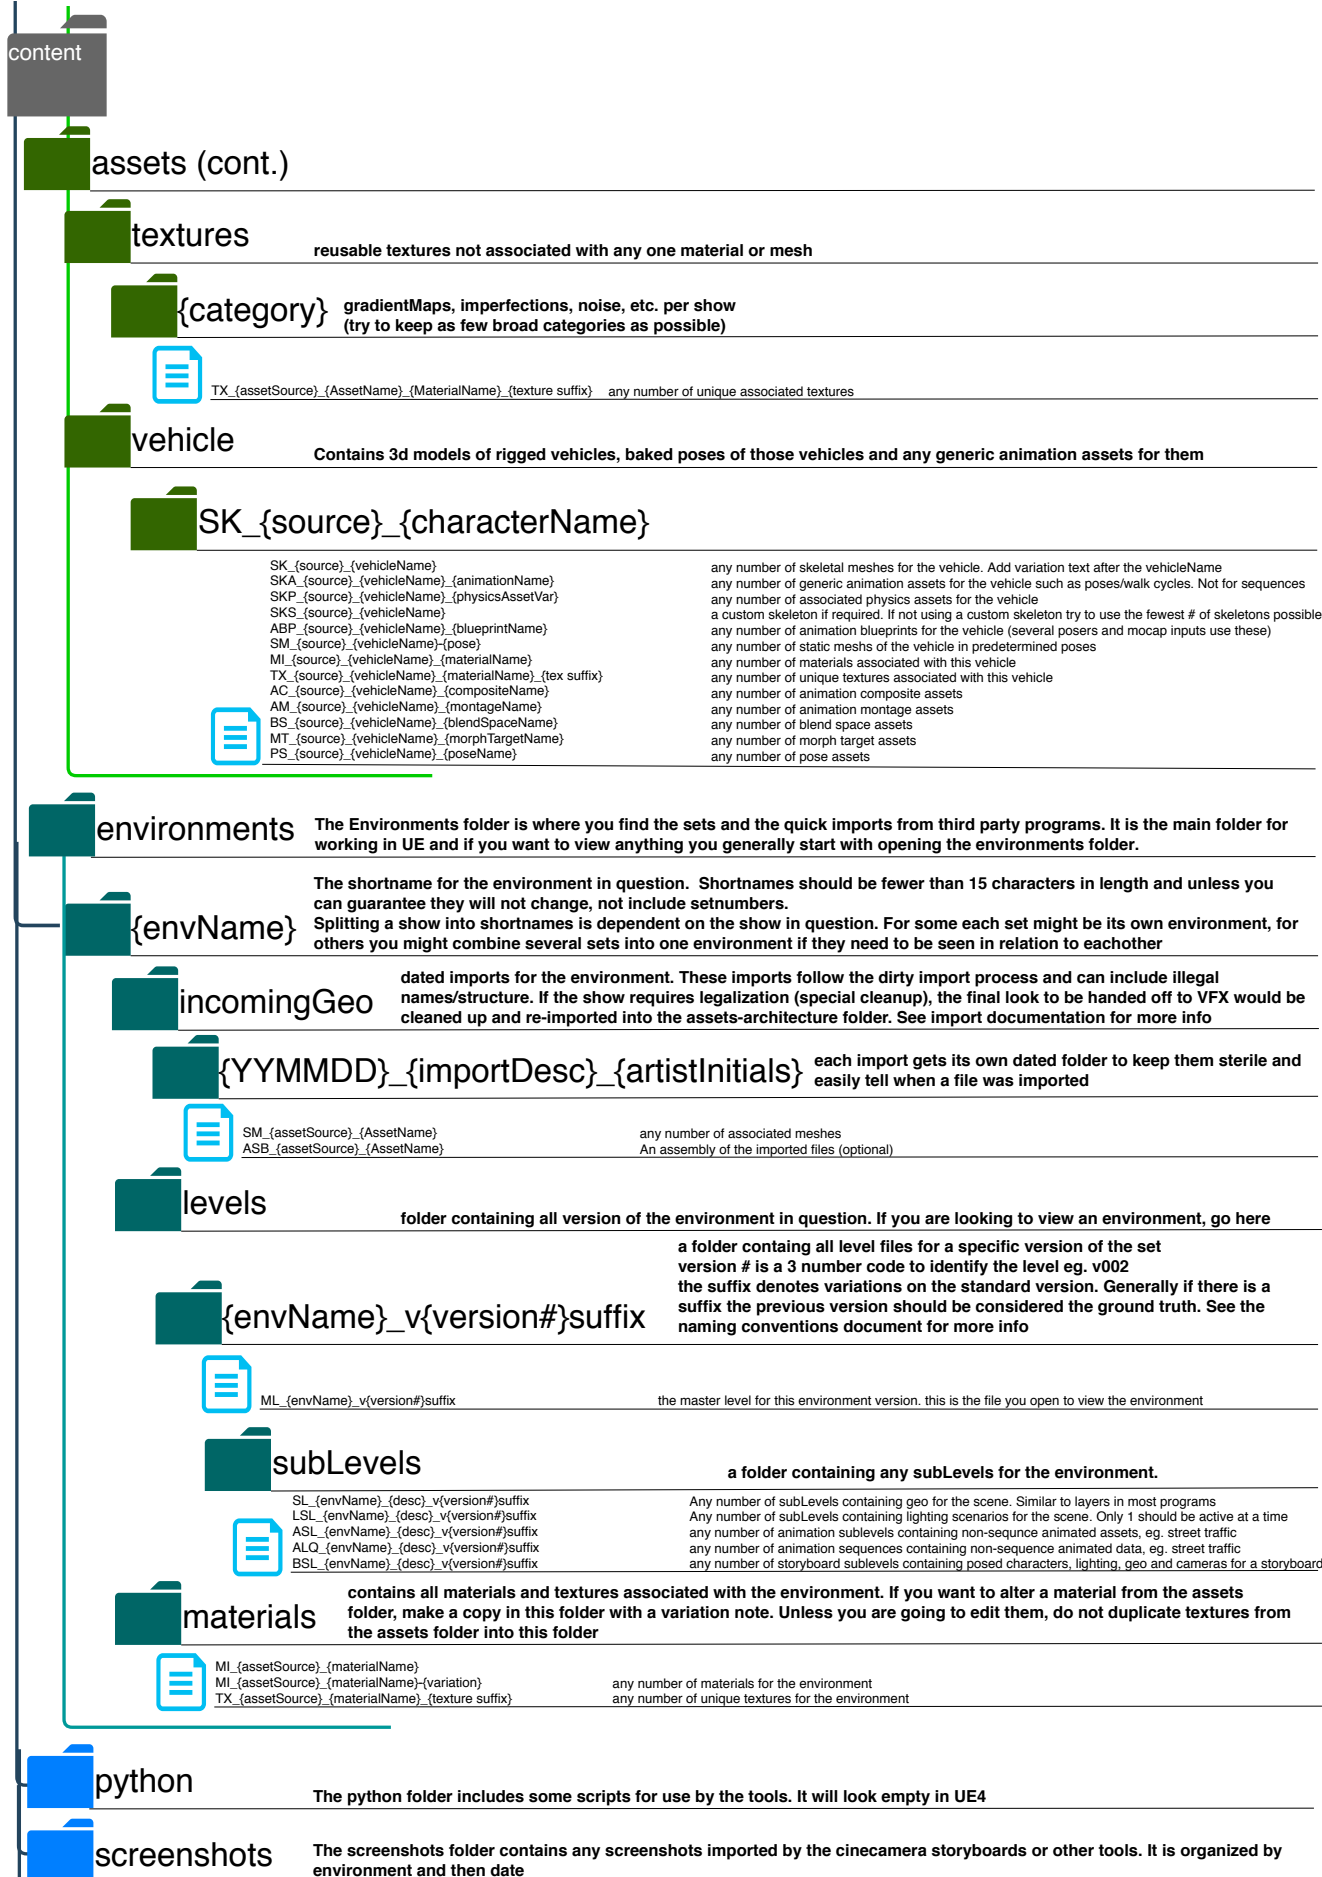 content
assets (cont.)
textures
reusable textures not associated with any one material or mesh
{category}
gradientMaps, imperfections, noise, etc. per show
(try to keep as few broad categories as possible)
TX_{assetSource}_{AssetName}_{MaterialName}_{texture suffix} any number of unique associated textures
vehicle
Contains 3d models of rigged vehicles, baked poses of those vehicles and any generic animation assets for them
SK_{source}_{characterName}
SK_{source}_{vehicleName} any number of skeletal meshes for the vehicle. Add variation text after the vehicleName
SKA_{source}_{vehicleName}_{animationName} any number of generic animation assets for the vehicle such as poses/walk cycles. Not for sequences
SKP_{source}_{vehicleName}_{physicsAssetVar} any number of associated physics assets for the vehicle
SKS_{source}_{vehicleName} a custom skeleton if required. If not using a custom skeleton try to use the fewest # of skeletons possible
ABP_{source}_{vehicleName}_{blueprintName} any number of animation blueprints for the vehicle (several posers and mocap inputs use these)
SM_{source}_{vehicleName}-{pose} any number of static meshs of the vehicle in predetermined poses
MI_{source}_{vehicleName}_{materialName} any number of materials associated with this vehicle
TX_{source}_{vehicleName}_{materialName}_{tex suffix} any number of unique textures associated with this vehicle
AC_{source}_{vehicleName}_{compositeName} any number of animation composite assets
AM_{source}_{vehicleName}_{montageName} any number of animation montage assets
BS_{source}_{vehicleName}_{blendSpaceName} any number of blend space assets
MT_{source}_{vehicleName}_{morphTargetName} any number of morph target assets
PS_{source}_{vehicleName}_{poseName} any number of pose assets
environments
The Environments folder is where you find the sets and the quick imports from third party programs. It is the main folder for
working in UE and if you want to view anything you generally start with opening the environments folder.
{envName}
The shortname for the environment in question. Shortnames should be fewer than 15 characters in length and unless you
can guarantee they will not change, not include setnumbers.
Splitting a show into shortnames is dependent on the show in question. For some each set might be its own environment, for
others you might combine several sets into one environment if they need to be seen in relation to eachother
incomingGeo
dated imports for the environment. These imports follow the dirty import process and can include illegal
names/structure. If the show requires legalization (special cleanup), the final look to be handed off to VFX would be
cleaned up and re-imported into the assets-architecture folder. See import documentation for more info
{YYMMDD}_{importDesc}_{artistInitials}
each import gets its own dated folder to keep them sterile and
easily tell when a file was imported
SM_{assetSource}_{AssetName} any number of associated meshes
ASB_{assetSource}_{AssetName} An assembly of the imported files (optional)
levels
folder containing all version of the environment in question. If you are looking to view an environment, go here
{envName}_v{version#}suffix
a folder containg all level files for a specific version of the set
version # is a 3 number code to identify the level eg. v002
the suffix denotes variations on the standard version. Generally if there is a
suffix the previous version should be considered the ground truth. See the
naming conventions document for more info
ML_{envName}_v{version#}suffix the master level for this environment version. this is the file you open to view the environment
subLevels
a folder containing any subLevels for the environment.
SL_{envName}_{desc}_v{version#}suffix Any number of subLevels containing geo for the scene. Similar to layers in most programs
LSL_{envName}_{desc}_v{version#}suffix Any number of subLevels containing lighting scenarios for the scene. Only 1 should be active at a time
ASL_{envName}_{desc}_v{version#}suffix any number of animation sublevels containing non-sequnce animated assets, eg. street traffic
ALQ_{envName}_{desc}_v{version#}suffix any number of animation sequences containing non-sequence animated data, eg. street traffic
BSL_{envName}_{desc}_v{version#}suffix any number of storyboard sublevels containing posed characters, lighting, geo and cameras for a storyboard
materials
contains all materials and textures associated with the environment. If you want to alter a material from the assets
folder, make a copy in this folder with a variation note. Unless you are going to edit them, do not duplicate textures from
the assets folder into this folder
MI_{assetSource}_{materialName}
MI_{assetSource}_{materialName}-{variation} any number of materials for the environment
TX_{assetSource}_{materialName}_{texture suffix} any number of unique textures for the environment
python
The python folder includes some scripts for use by the tools. It will look empty in UE4
screenshots
The screenshots folder contains any screenshots imported by the cinecamera storyboards or other tools. It is organized by
environment and then date